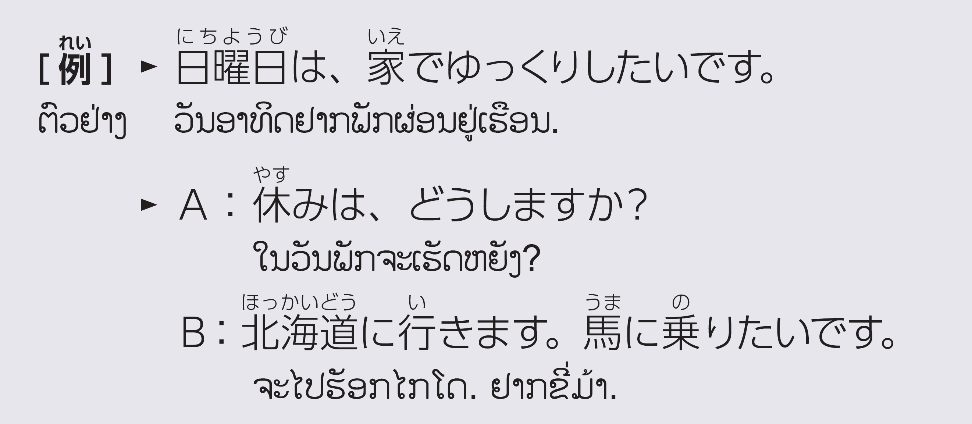 れい にちようび いえ
[例] ► 日曜日は、家でゆっくりしたいです。
ຕົວຢ່າງ ວັນອາທິດຢາກພັກຜ່ອນຢູ່ເຮືອນ.
やす
► A：休みは、どうしますか？
ໃນວັນພັກຈະເຮັດຫຍັງ?
ほっかいどう い うま の
B：北海道に行きます。馬に乗りたいです。
ຈະໄປຮັອກໄກໂດ. ຢາກຂີ່ມ້າ.